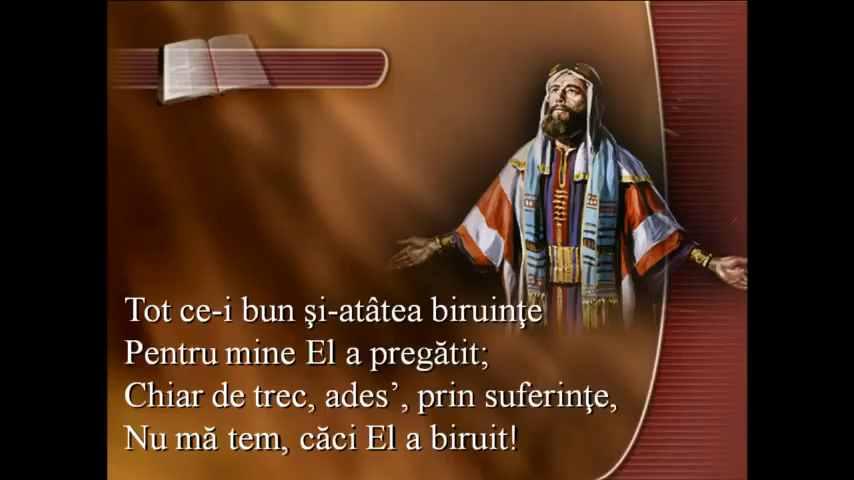 Tot ce-i bun şi-atâtea biruinţe
Pentru mine El a pregătit;
Chiar de trec, ades’, prin suferinţe,
Nu mă tem, căci El a biruit!